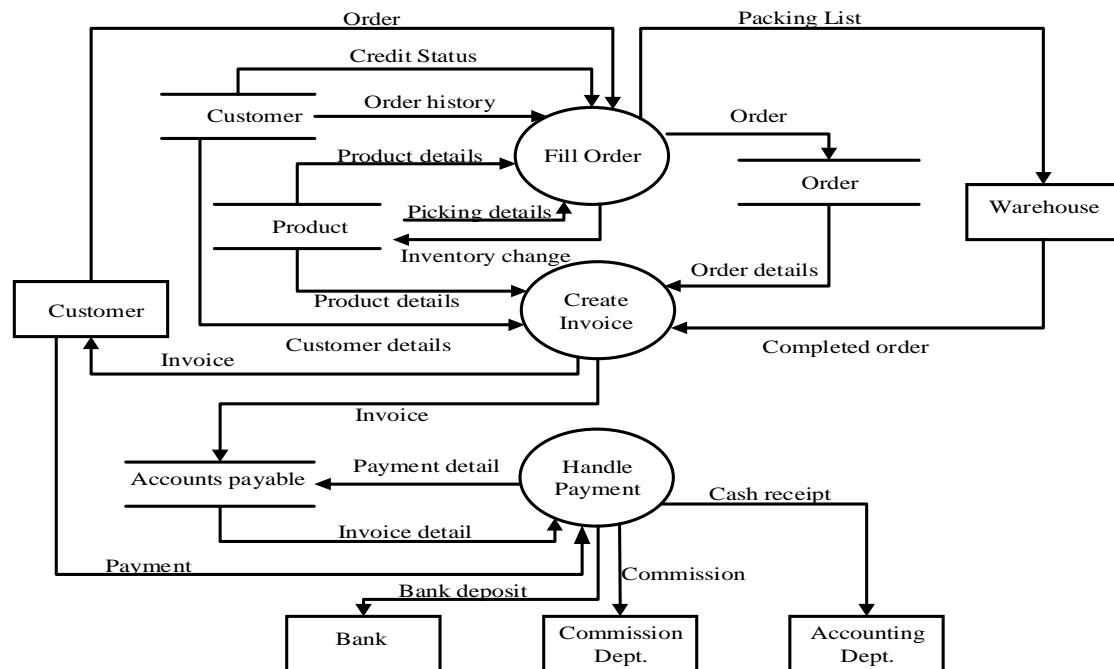 Order
Packing List
Credit Status
Customer
Order history
Order
Product details
Fill Order
Order
Picking details
Warehouse
Product
Inventory change
Order details
Customer
Product details
Create
Invoice
Customer details
Completed order
Invoice
Invoice
Accounts payable
Payment detail
Handle
Payment
Cash receipt
Invoice detail
Payment
Commission
Bank deposit
Bank
Commission
Dept.
Accounting
Dept.